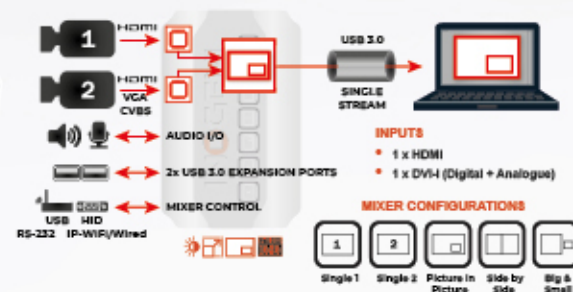 1
HDMI
2
HDMI
VGA
CVBS
AUDIO I/O
2x USB 3.0 EXPANSION PORTS
MIXER CONTROL
USB HID
RS-232 IP-WiFi/Wired
USB 3.0
SINGLE
STREAM
INPUTS
• 1 x HDMI
• 1 x DVI-I (Digital + Analogue)
MIXER CONFIGURATIONS
1
2
Single 1
Single 2
Picture in
Picture
Side by
Side
Big &
Small